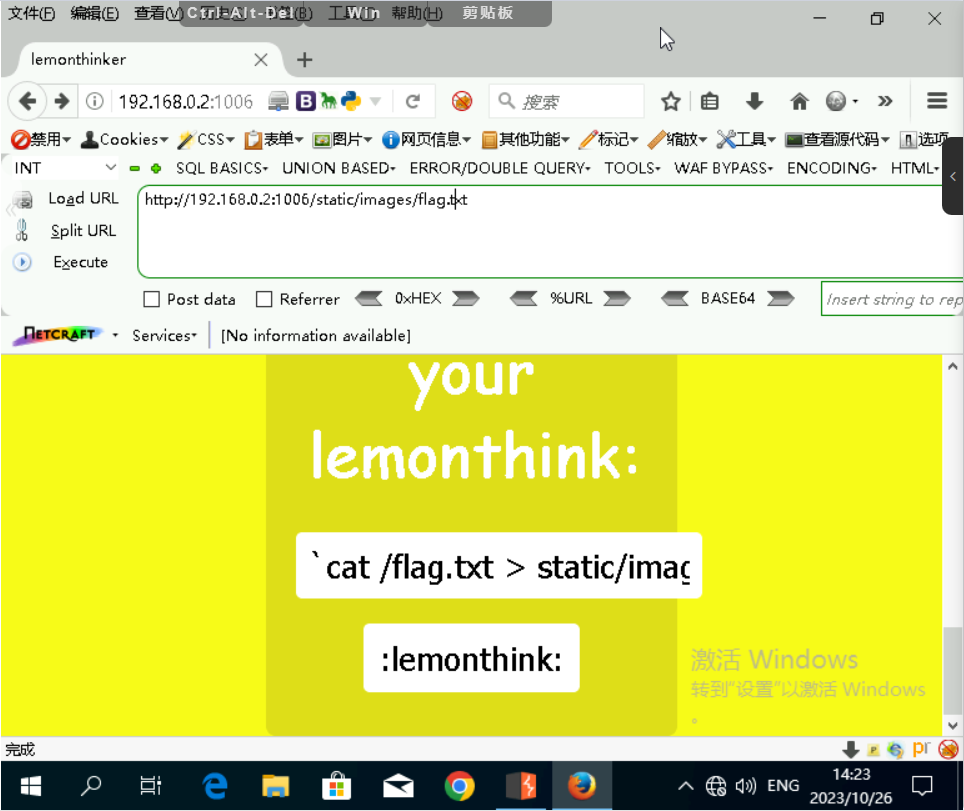 文件(F) 编辑(E) 查看(V) Ctrl-Alt-Del (B) Win 帮助(H) 剪贴板
lemonthinker
192.168.0.2:1006 搜索
禁用 Cookies CSS 表单 图片 网页信息 其他功能 标记 缩放 工具 查看源代码 选项
INT SQL BASICS UNION BASED ERROR/DOUBLE QUERY TOOLS WAF BYPASS ENCODING HTML
Load URL http://192.168.0.2:1006/static/images/flag.txt
Split URL
Execute
Post data Referrer 0xHEX %URL BASE64 Insert string to rep
NETCRAFT Services [No information available]
your
lemonthink:
`cat /flag.txt > static/imag
:lemonthink:
激活 Windows
转到"设置"以激活 Windows
。
完成
ENG 14:23
2023/10/26